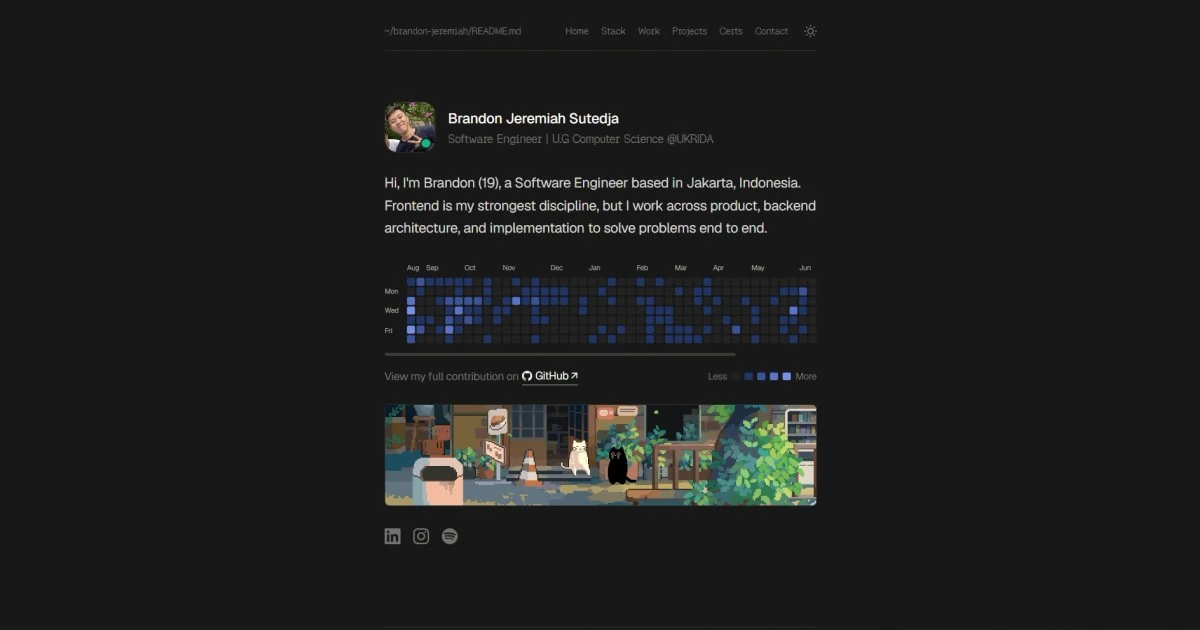 ~/brandon-jeremiah/README.md Home Stack Work Projects Certs Contact
Brandon Jeremiah Sutedja
Software Engineer | U.G Computer Science @UKRIDA
Hi, I'm Brandon (19), a Software Engineer based in Jakarta, Indonesia.
Frontend is my strongest discipline, but I work across product, backend
architecture, and implementation to solve problems end to end.
Aug Sep Oct Nov Dec Jan Feb Mar Apr May Jun
Mon
Wed
Fri
View my full contribution on GitHub Less More
in